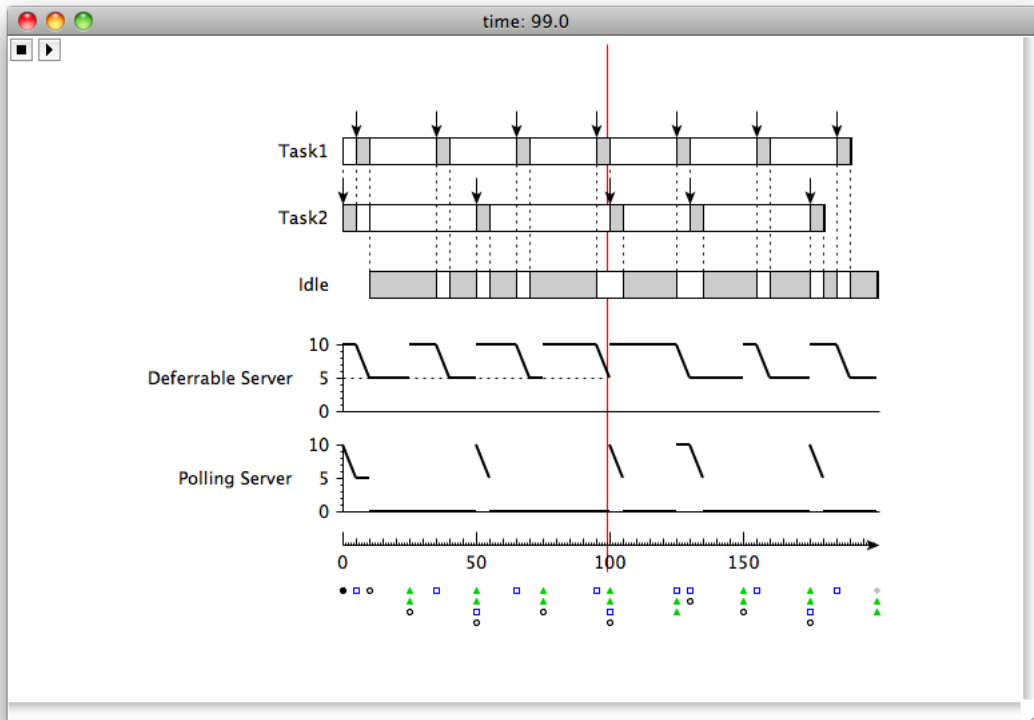 time: 99.0
Task1
Task2
Idle
10
Deferrable Server
5
0
10
Polling Server
5
0
0 50 100 150